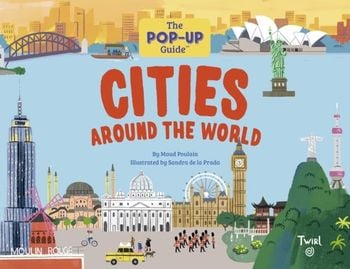 The
POP-UP
Guide™
CITIES
AROUND THE WORLD
By Maud Poulain
Illustrated by Sandra de la Prada
MOULIN ROUGE
Twirl